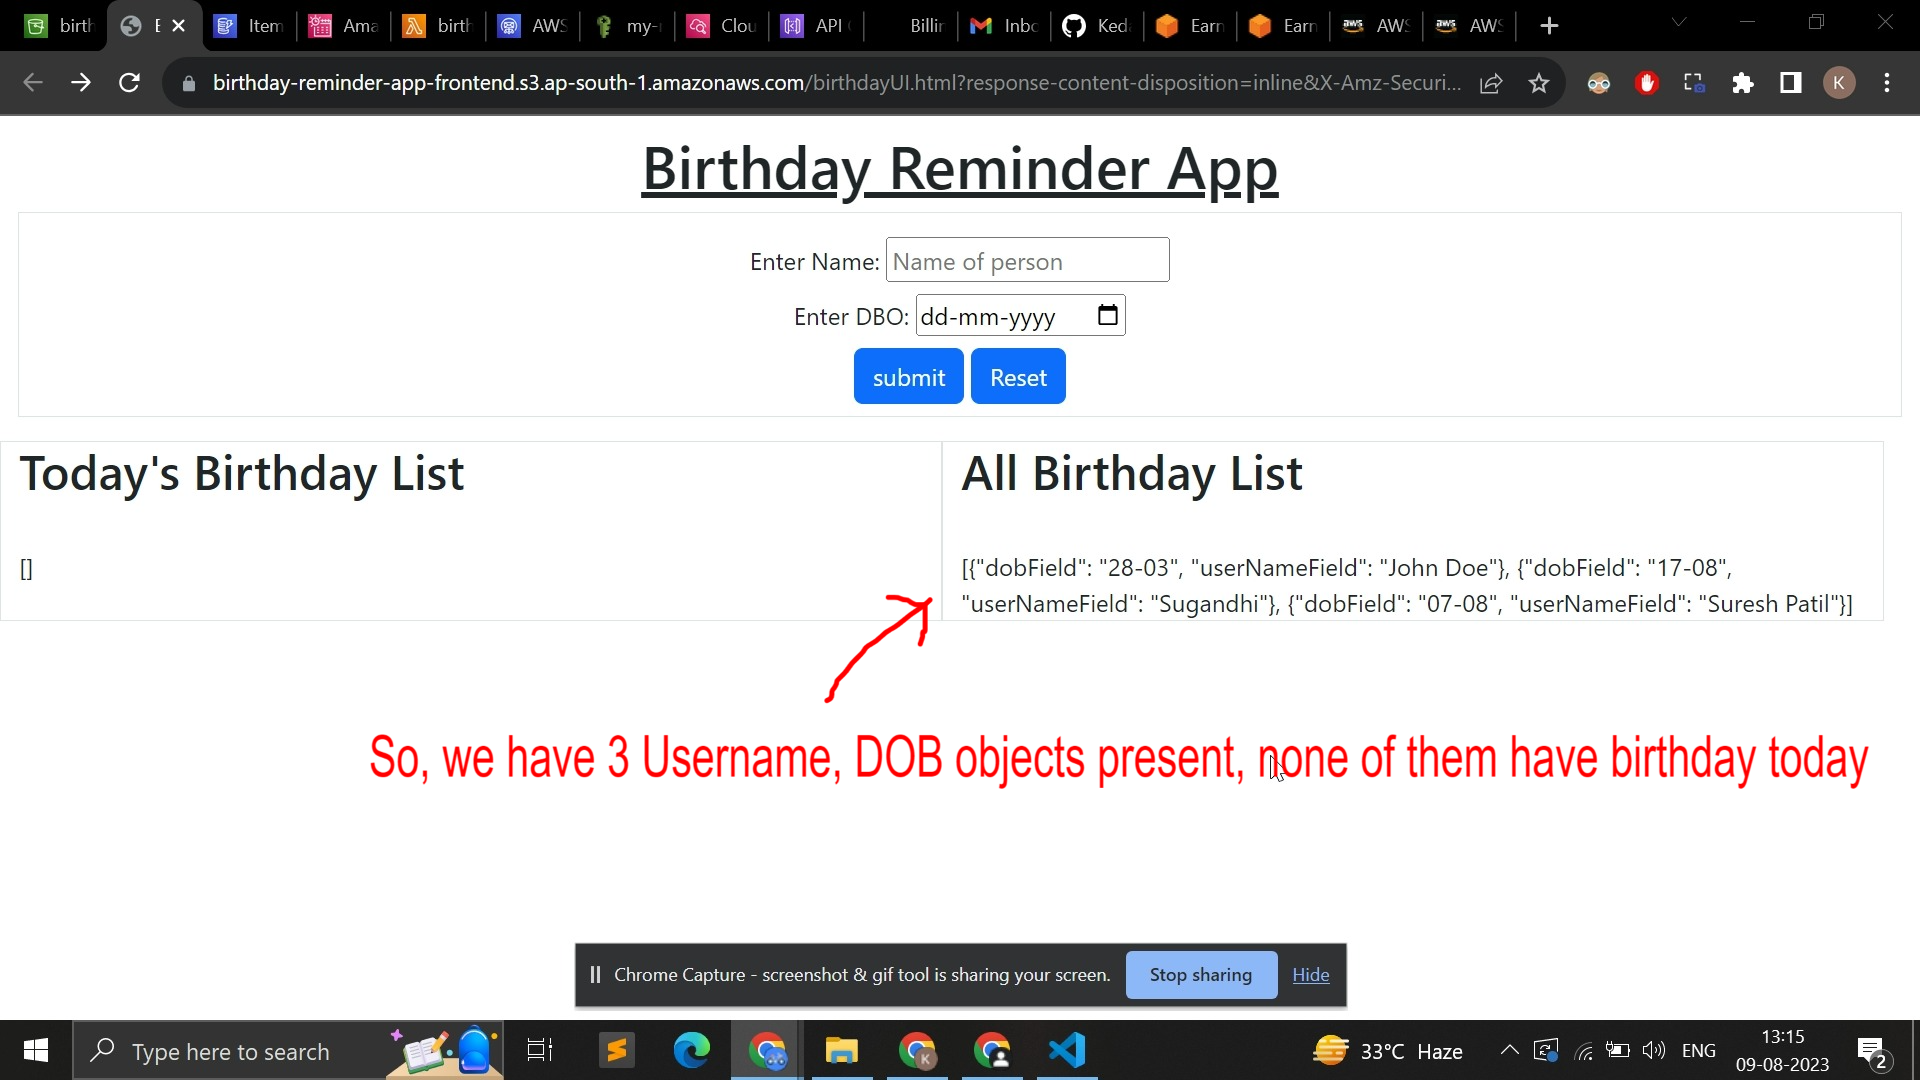 birth
E
Item
Ama
birth
AWS
my-r
Clou
API
Billin
Inbo
Keda
Earn
Earn
AWS
AWS
birthday-reminder-app-frontend.s3.ap-south-1.amazonaws.com/birthdayUI.html?response-content-disposition=inline&X-Amz-Securi...
K
Birthday Reminder App
Enter Name: Name of person
Enter DBO: dd-mm-yyyy
submit Reset
Today's Birthday List
[]
All Birthday List
[{"dobField": "28-03", "userNameField": "John Doe"}, {"dobField": "17-08",
"userNameField": "Sugandhi"}, {"dobField": "07-08", "userNameField": "Suresh Patil"}]
So, we have 3 Username, DOB objects present, none of them have birthday today
Chrome Capture - screenshot & gif tool is sharing your screen. Stop sharing Hide
Type here to search
K
33°C Haze
ENG
13:15
09-08-2023
2